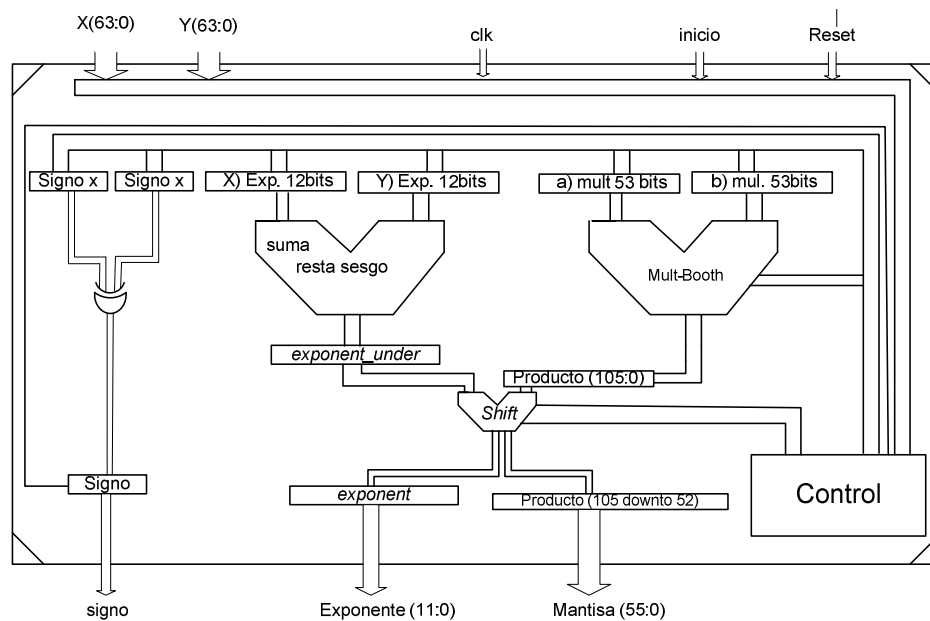 X(63:0)
Y(63:0)
clk
inicio
Reset
Signo x
Signo x
X) Exp. 12bits
Y) Exp. 12bits
a) mult 53 bits
b) mul. 53bits
suma
resta sesgo
Mult-Booth
exponent_under
Producto (105:0)
Shift
Signo
exponent
Producto (105 downto 52)
Control
signo
Exponente (11:0)
Mantisa (55:0)